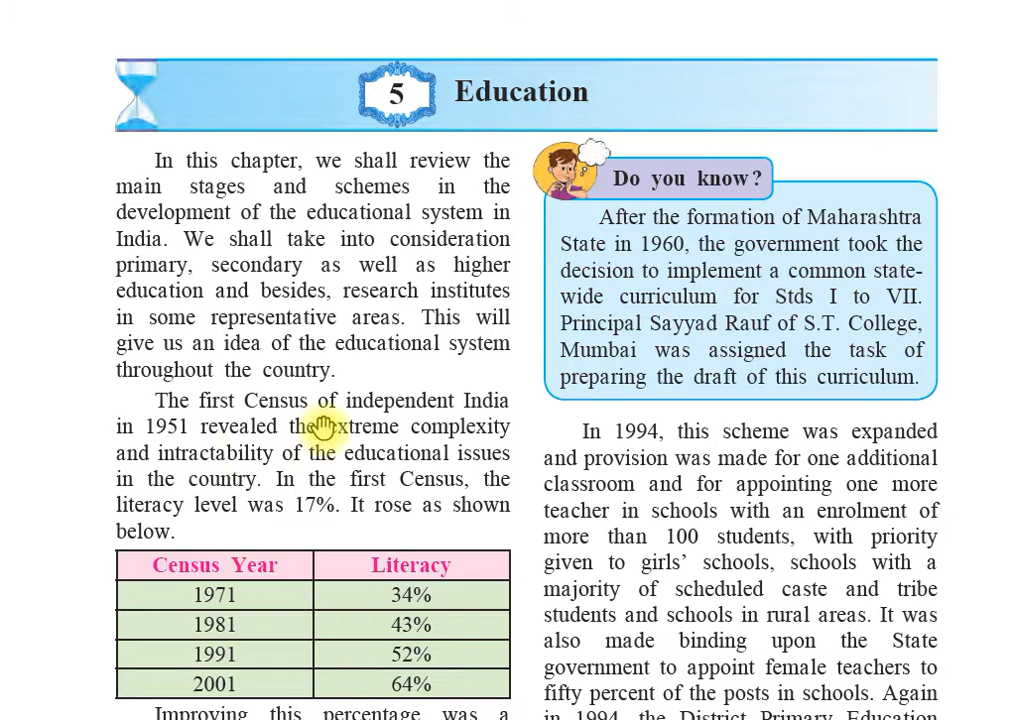 5 Education
In this chapter, we shall review the
main stages and schemes in the
development of the educational system in
India. We shall take into consideration
primary, secondary as well as higher
education and besides, research institutes
in some representative areas. This will
give us an idea of the educational system
throughout the country.
The first Census of independent India
in 1951 revealed the extreme complexity
and intractability of the educational issues
in the country. In the first Census, the
literacy level was 17%. It rose as shown
below.
Census Year Literacy
1971 34%
1981 43%
1991 52%
2001 64%
Improving this percentage was a
Do you know?
After the formation of Maharashtra
State in 1960, the government took the
decision to implement a common state-
wide curriculum for Stds I to VII.
Principal Sayyad Rauf of S.T. College,
Mumbai was assigned the task of
preparing the draft of this curriculum.
In 1994, this scheme was expanded
and provision was made for one additional
classroom and for appointing one more
teacher in schools with an enrolment of
more than 100 students, with priority
given to girls' schools, schools with a
majority of scheduled caste and tribe
students and schools in rural areas. It was
also made binding upon the State
government to appoint female teachers to
fifty percent of the posts in schools. Again
in 1994, the District Primary Education